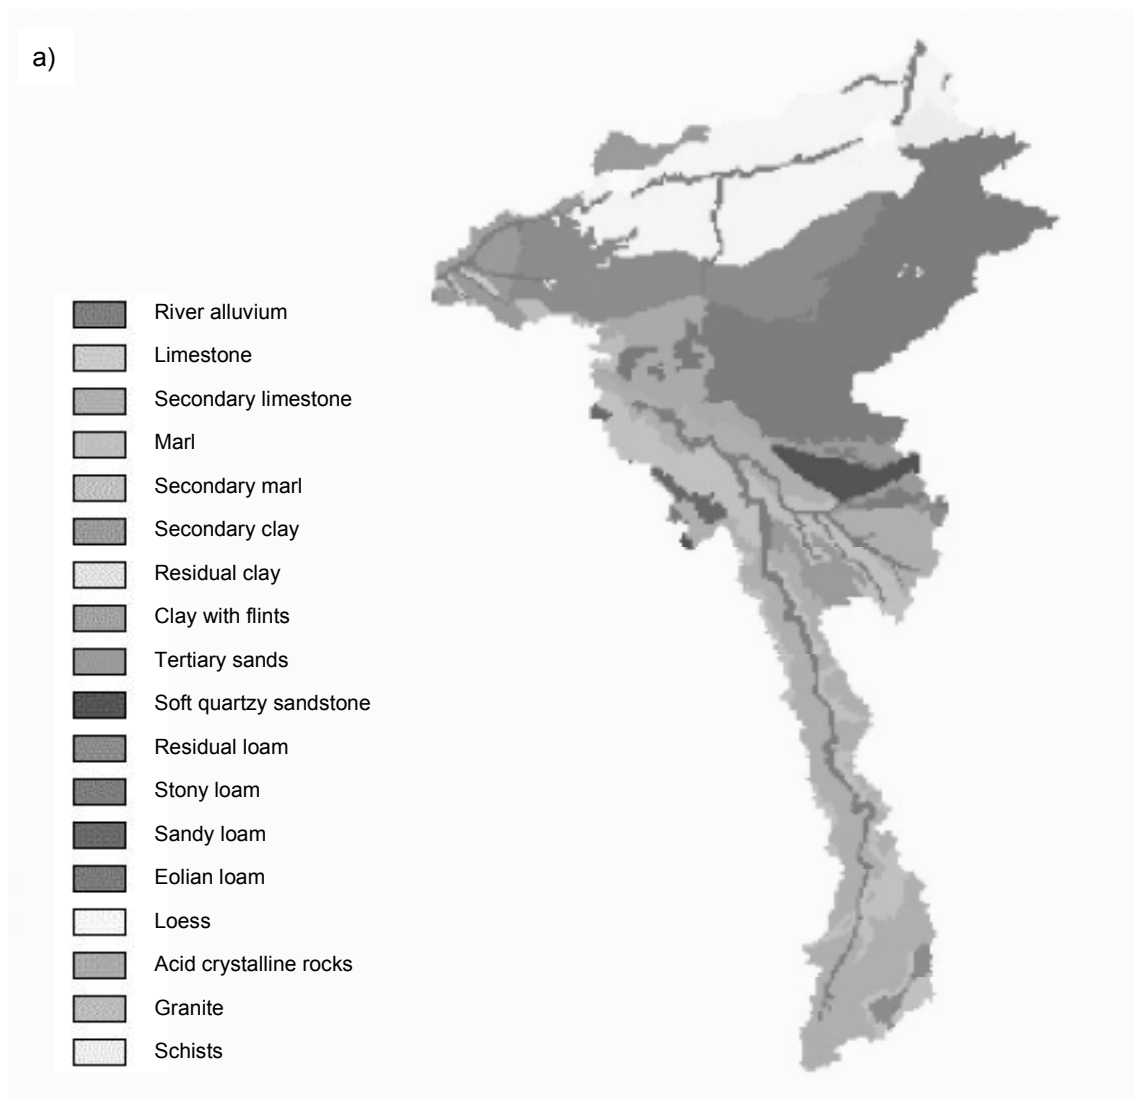 a)
River alluvium
Limestone
Secondary limestone
Marl
Secondary marl
Secondary clay
Residual clay
Clay with flints
Tertiary sands
Soft quartzy sandstone
Residual loam
Stony loam
Sandy loam
Eolian loam
Loess
Acid crystalline rocks
Granite
Schists